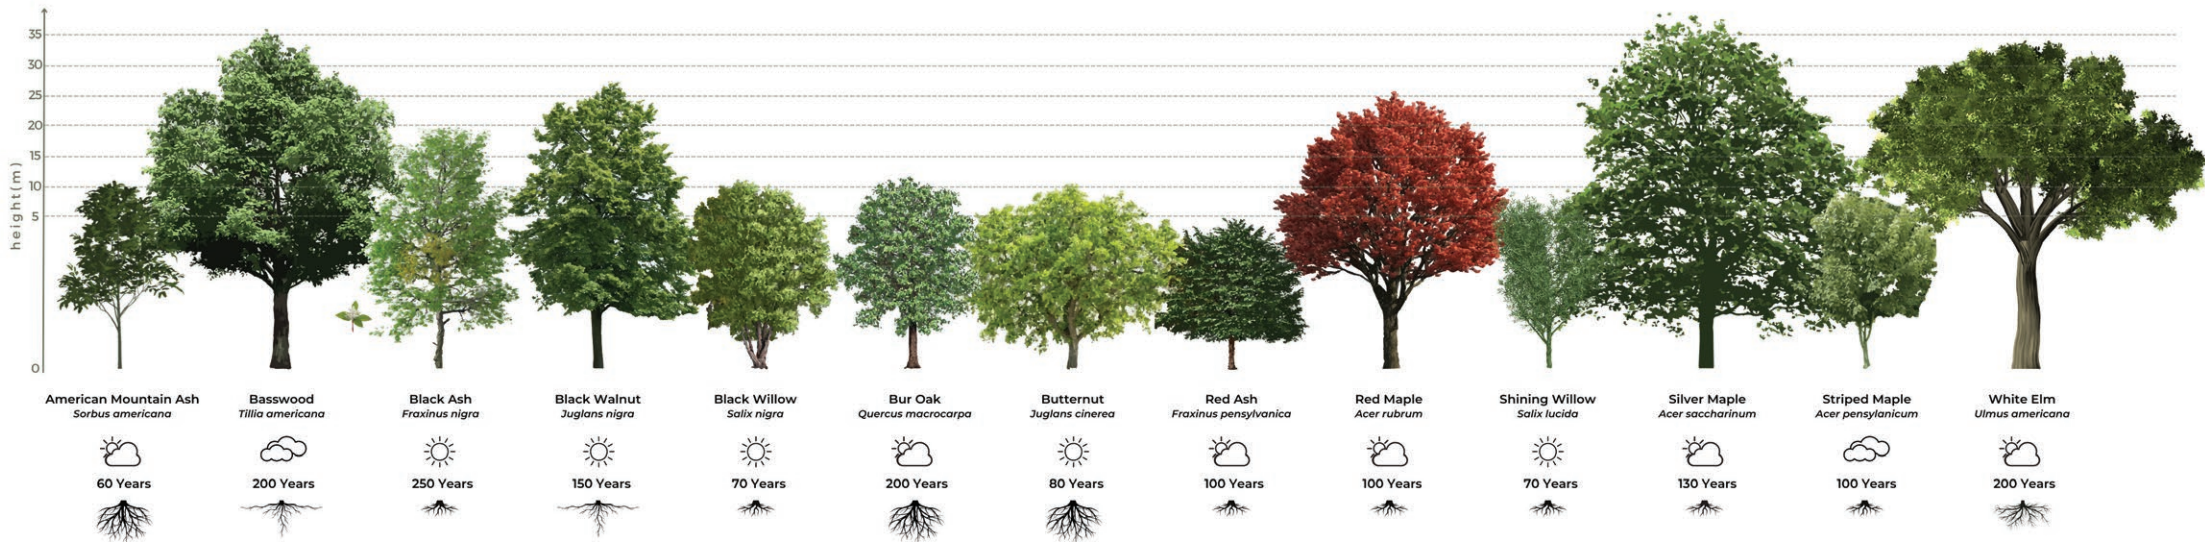 35
30
25
20
15
10
5
0
height(m)
American Mountain Ash
Sorbus americana
60 Years
Basswood
Tillia americana
200 Years
Black Ash
Fraxinus nigra
250 Years
Black Walnut
Juglans nigra
150 Years
Black Willow
Salix nigra
70 Years
Bur Oak
Quercus macrocarpa
200 Years
Butternut
Juglans cinerea
80 Years
Red Ash
Fraxinus pensylvanica
100 Years
Red Maple
Acer rubrum
100 Years
Shining Willow
Salix lucida
70 Years
Silver Maple
Acer saccharinum
130 Years
Striped Maple
Acer pensylanicum
100 Years
White Elm
Ulmus americana
200 Years